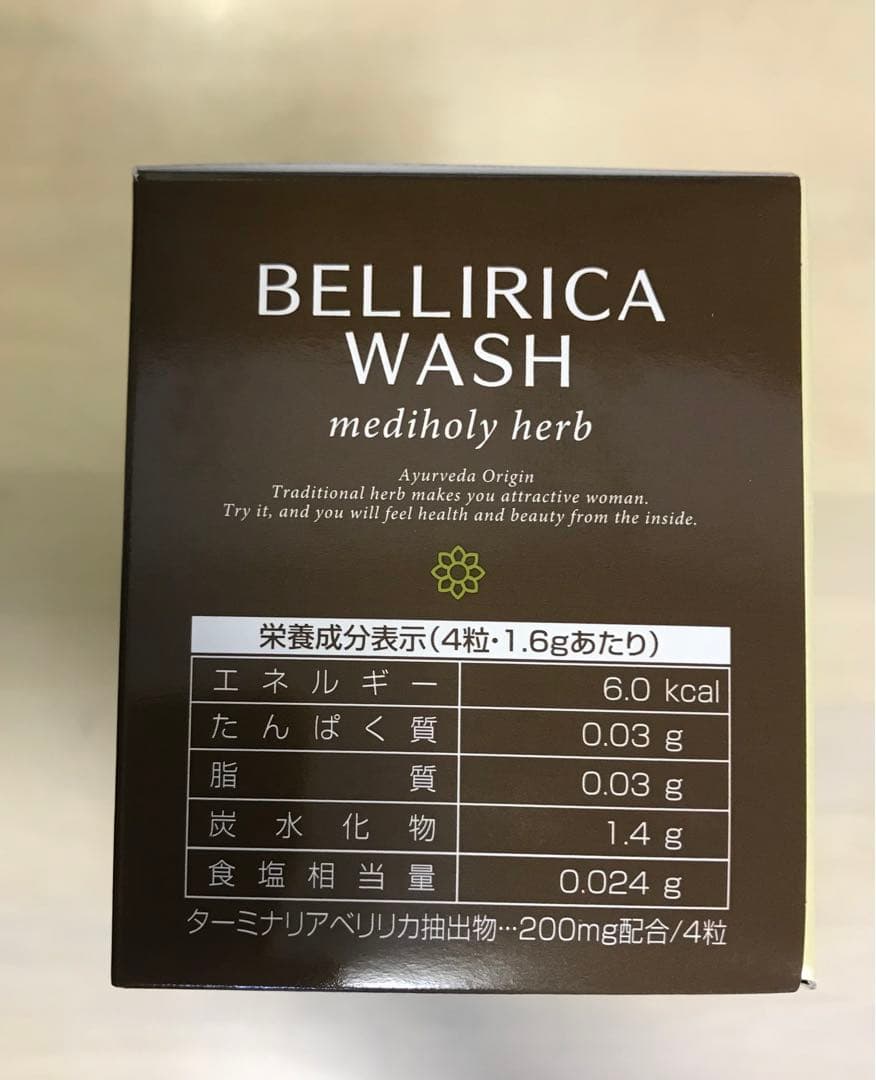 BELLIRICA
WASH
mediholy herb
Ayurveda Origin
Traditional herb makes you attractive woman.
Try it, and you will feel health and beauty from the inside.
栄養成分表示(4粒・1.6gあたり)
エネルギー 6.0 kcal
たんぱく質 0.03 g
脂質 0.03 g
炭水化物 1.4 g
食塩相当量 0.024 g
ターミナリアベリリカ抽出物…200mg配合/4粒